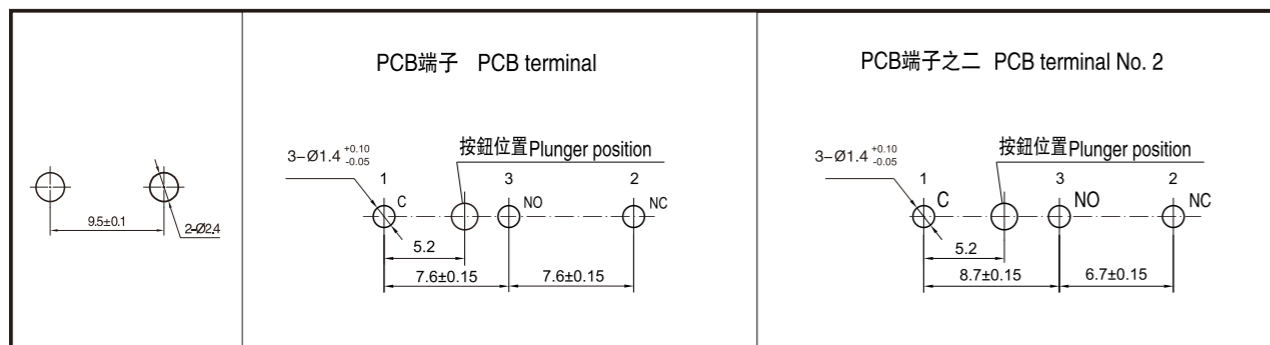 9.5±0.1
2-Ø2.4
PCB端子 PCB terminal
3-Ø1.4 +0.10 -0.05
按鈕位置Plunger position
1
3
2
C
NO
NC
5.2
7.6±0.15
7.6±0.15
PCB端子之二 PCB terminal No. 2
3-Ø1.4 +0.10 -0.05
按鈕位置Plunger position
1
3
2
C
NO
NC
5.2
8.7±0.15
6.7±0.15